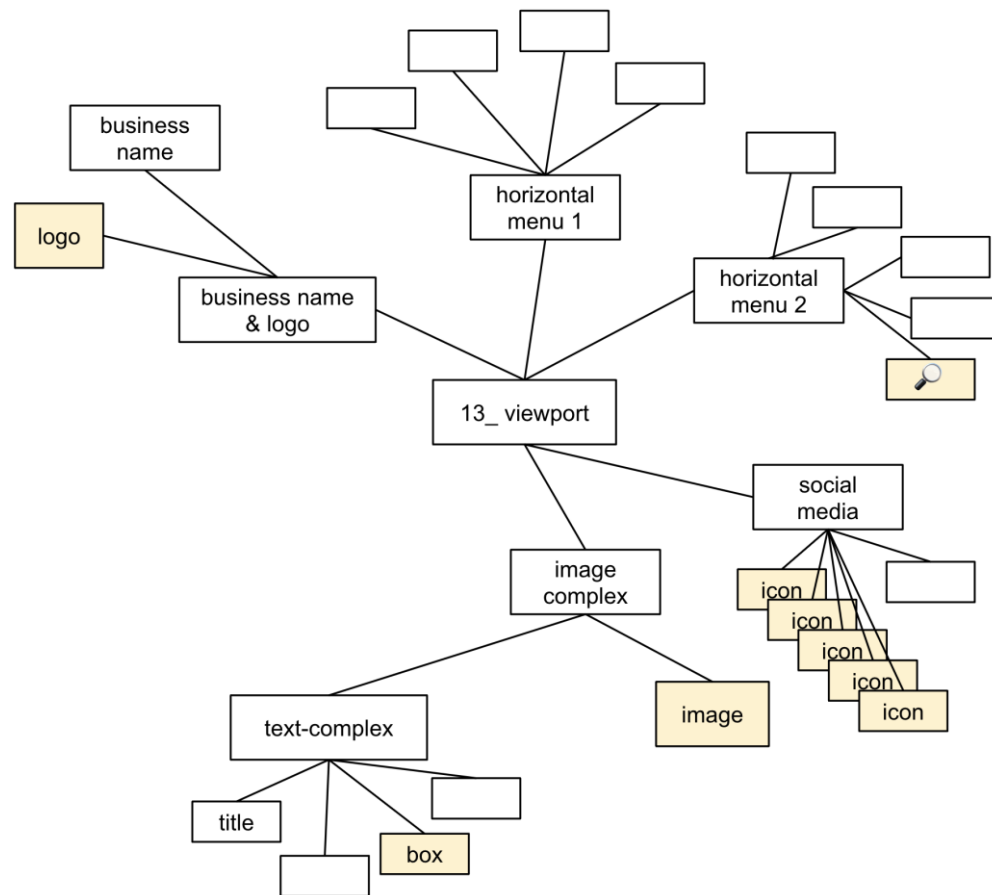 business
name
logo
business name
& logo
horizontal
menu 1
horizontal
menu 2
13_ viewport
social
media
icon
icon
icon
icon
icon
image
complex
image
text-complex
title
box